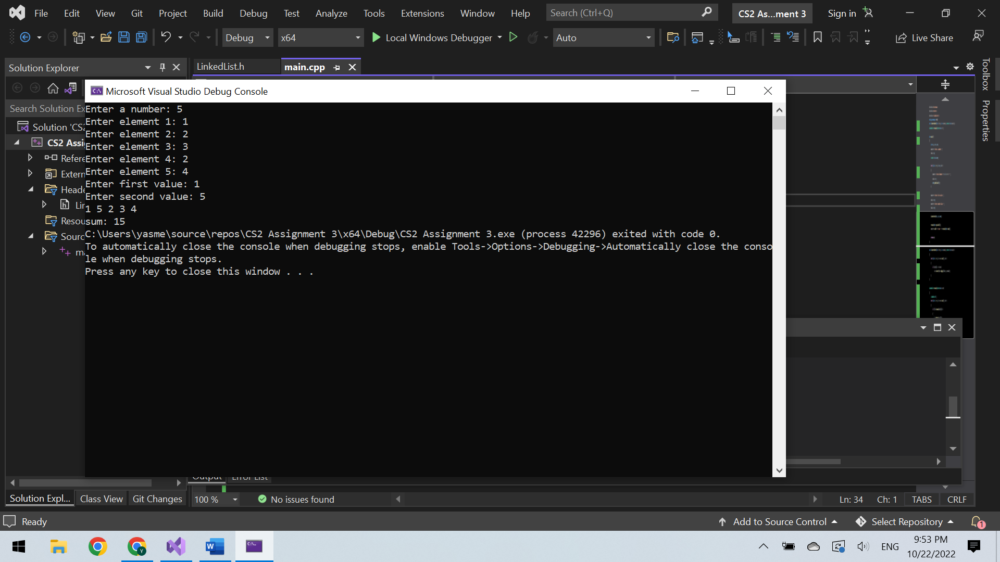 File Edit View Git Project Build Debug Test Analyze Tools Extensions Window Help Search (Ctrl+Q) CS2 As...ment 3 Sign in
Debug x64 Local Windows Debugger Auto Live Share
Solution Explorer LinkedList.h main.cpp
Toolbox
Properties
Search Solution Ex
Solution 'CS2
CS2 Assi
Refere
Extern
Heade
Lin
Resou
Sourc
ma
Microsoft Visual Studio Debug Console
Enter a number: 5
Enter element 1: 1
Enter element 2: 2
Enter element 3: 3
Enter element 4: 2
Enter element 5: 4
Enter first value: 1
Enter second value: 5
1 5 2 3 4
sum: 15
C:\Users\yasme\source\repos\CS2 Assignment 3\x64\Debug\CS2 Assignment 3.exe (process 42296) exited with code 0.
To automatically close the console when debugging stops, enable Tools->Options->Debugging->Automatically close the conso
le when debugging stops.
Press any key to close this window . . .
Output Error List
Solution Expl... Class View Git Changes 100 % No issues found Ln: 34 Ch: 1 TABS CRLF
Ready Add to Source Control Select Repository 1
ENG 9:53 PM
10/22/2022